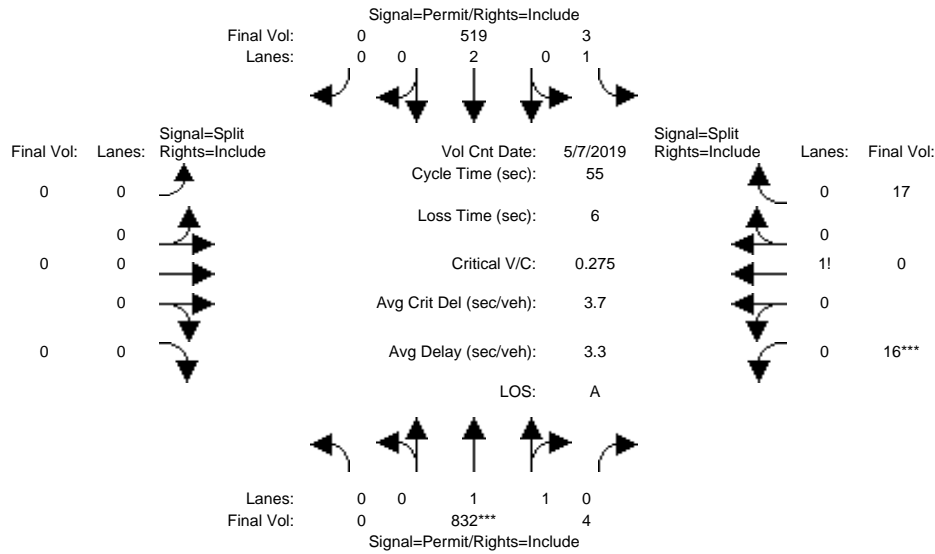 Signal=Permit/Rights=Include
Final Vol: 0 519 3
Lanes: 0 0 2 0 1
Signal=Split
Final Vol: Lanes: Rights=Include
Vol Cnt Date: 5/7/2019
Signal=Split
Rights=Include Lanes: Final Vol:
Cycle Time (sec): 55
0 0
0 17
Loss Time (sec): 6
0
0
0 0
Critical V/C: 0.275
1! 0
0
Avg Crit Del (sec/veh): 3.7
0
0 0
Avg Delay (sec/veh): 3.3
0 16***
LOS: A
Lanes: 0 0 1 1 0
Final Vol: 0 832*** 4
Signal=Permit/Rights=Include